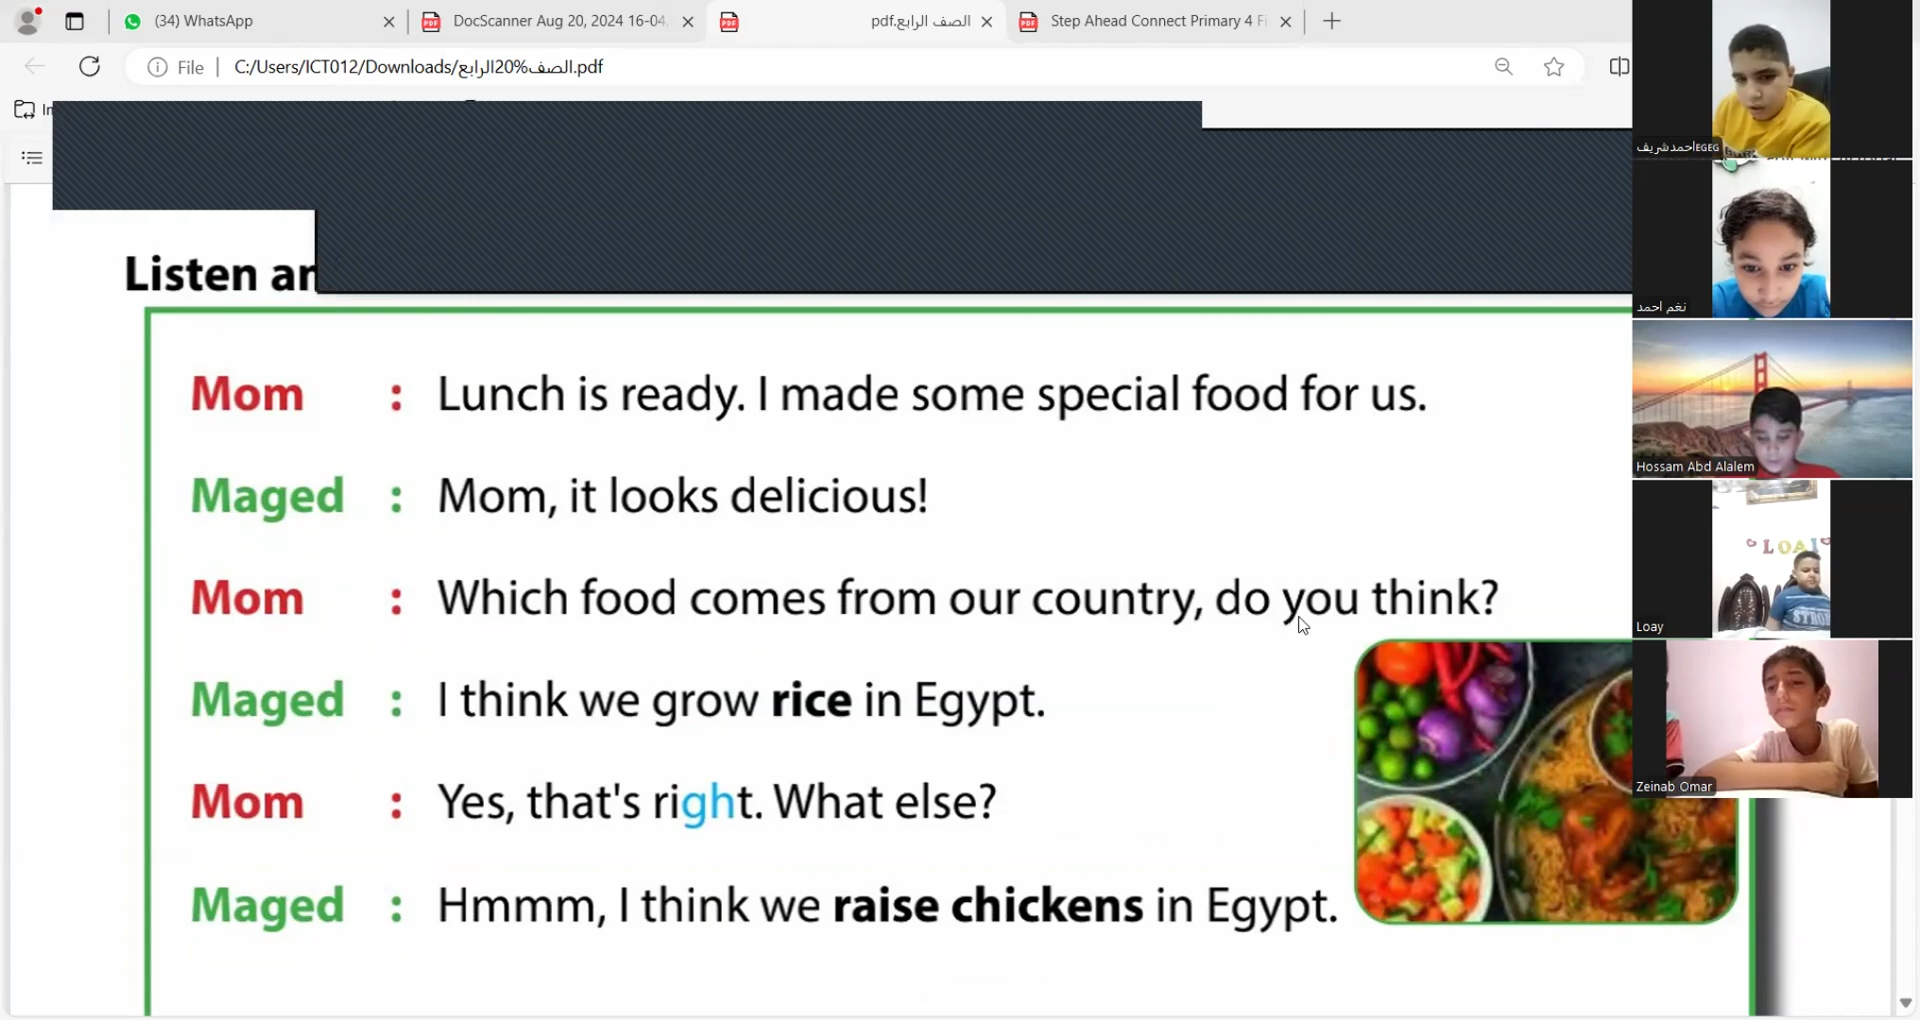 (34) WhatsApp
DocScanner Aug 20, 2024 16-04
الصف الرابع.pdf
Step Ahead Connect Primary 4 Fi
File
C:/Users/ICT012/Downloads/الصف%20الرابع.pdf
Listen
Mom : Lunch is ready. I made some special food for us.
Maged : Mom, it looks delicious!
Mom : Which food comes from our country, do you think?
Maged : I think we grow rice in Egypt.
Mom : Yes, that's right. What else?
Maged : Hmmm, I think we raise chickens in Egypt.
احمدشريفEGEG
نغم احمد
Hossam Abd Alalem
LOAI
STRONG
Loay
Zeinab Omar